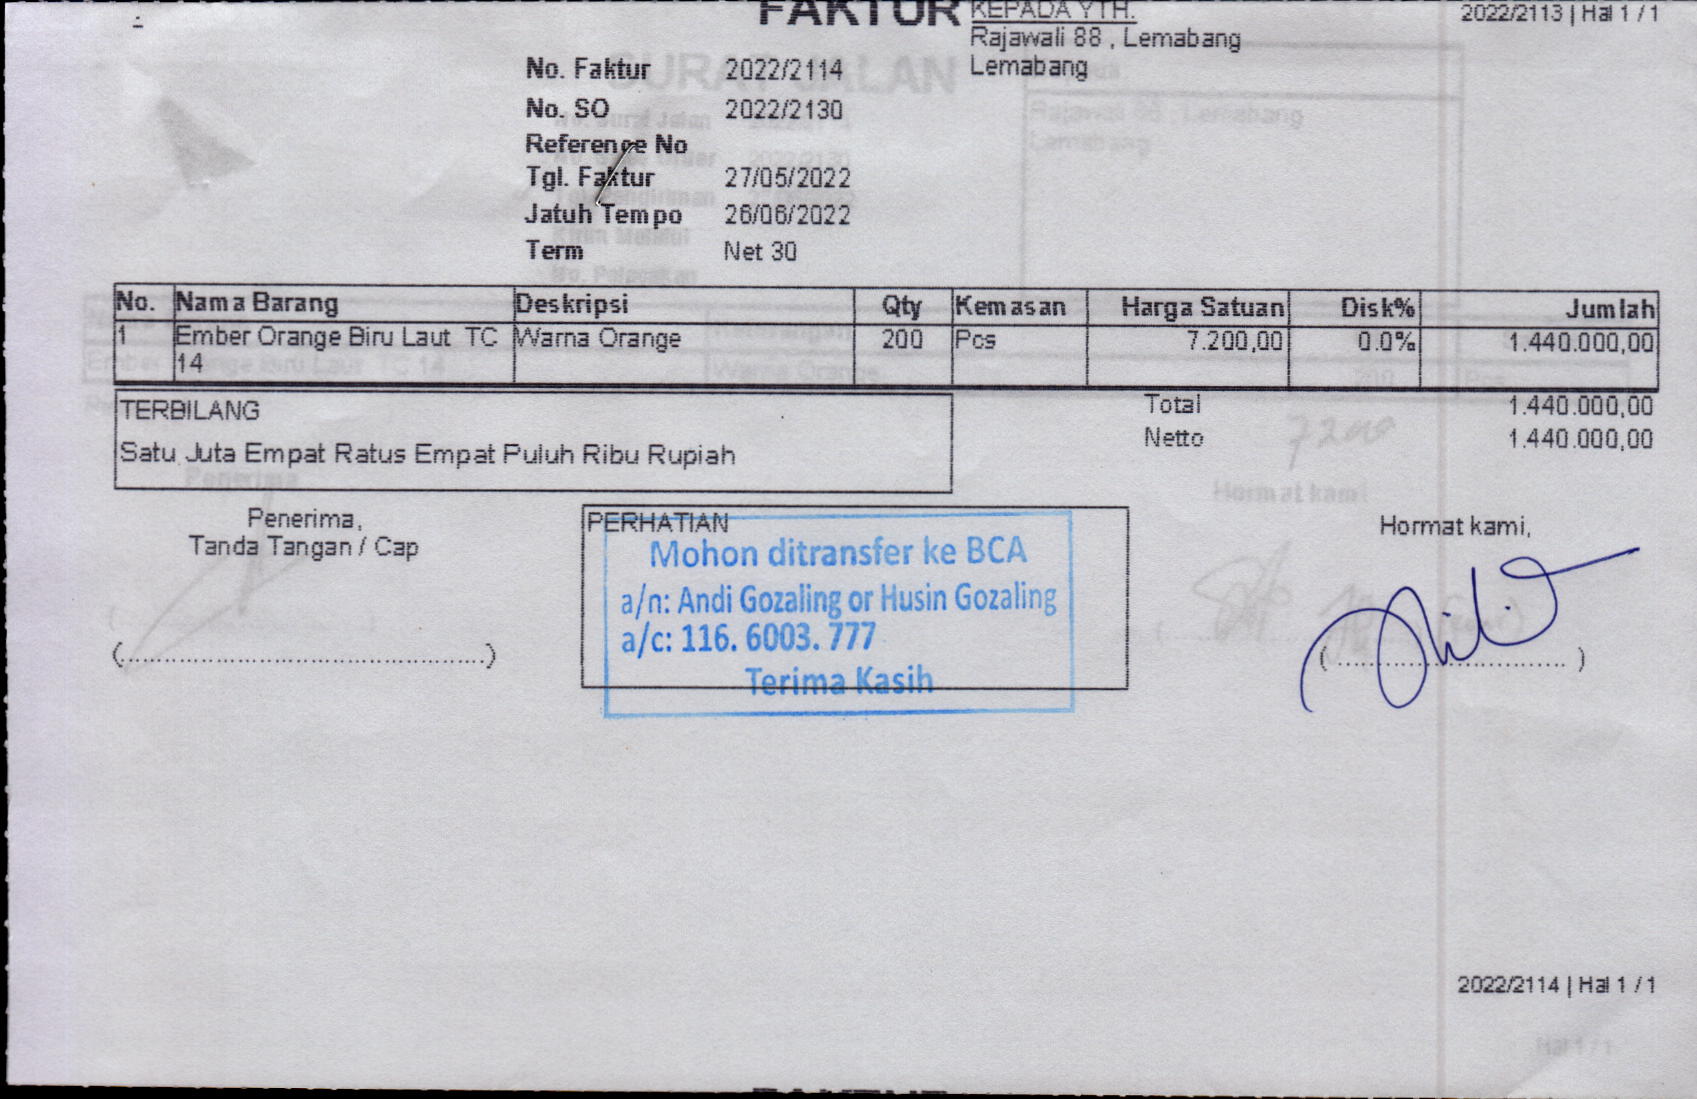 FAKTUR
KEPADA YTH.
2022/2113 | Hal 1 / 1
Rajawali 88 , Lemabang
Lemabang
No. Faktur 2022/2114
No. SO 2022/2130
Reference No
Tgl. Faktur 27/05/2022
Jatuh Tempo 26/06/2022
Term Net 30
No. Nama Barang Deskripsi Qty Kemasan Harga Satuan Disk% Jumlah
1 Ember Orange Biru Laut TC Warna Orange 200 Pcs 7.200,00 0.0% 1.440.000,00
14
TERBILANG
Satu Juta Empat Ratus Empat Puluh Ribu Rupiah
Total 1.440.000,00
Netto 1.440.000,00
7200
Penerima,
Tanda Tangan / Cap
(................................................)
PERHATIAN
Mohon ditransfer ke BCA
a/n: Andi Gozaling or Husin Gozaling
a/c: 116. 6003. 777
Terima Kasih
Hormat kami,
(..............................)
2022/2114 | Hal 1 / 1